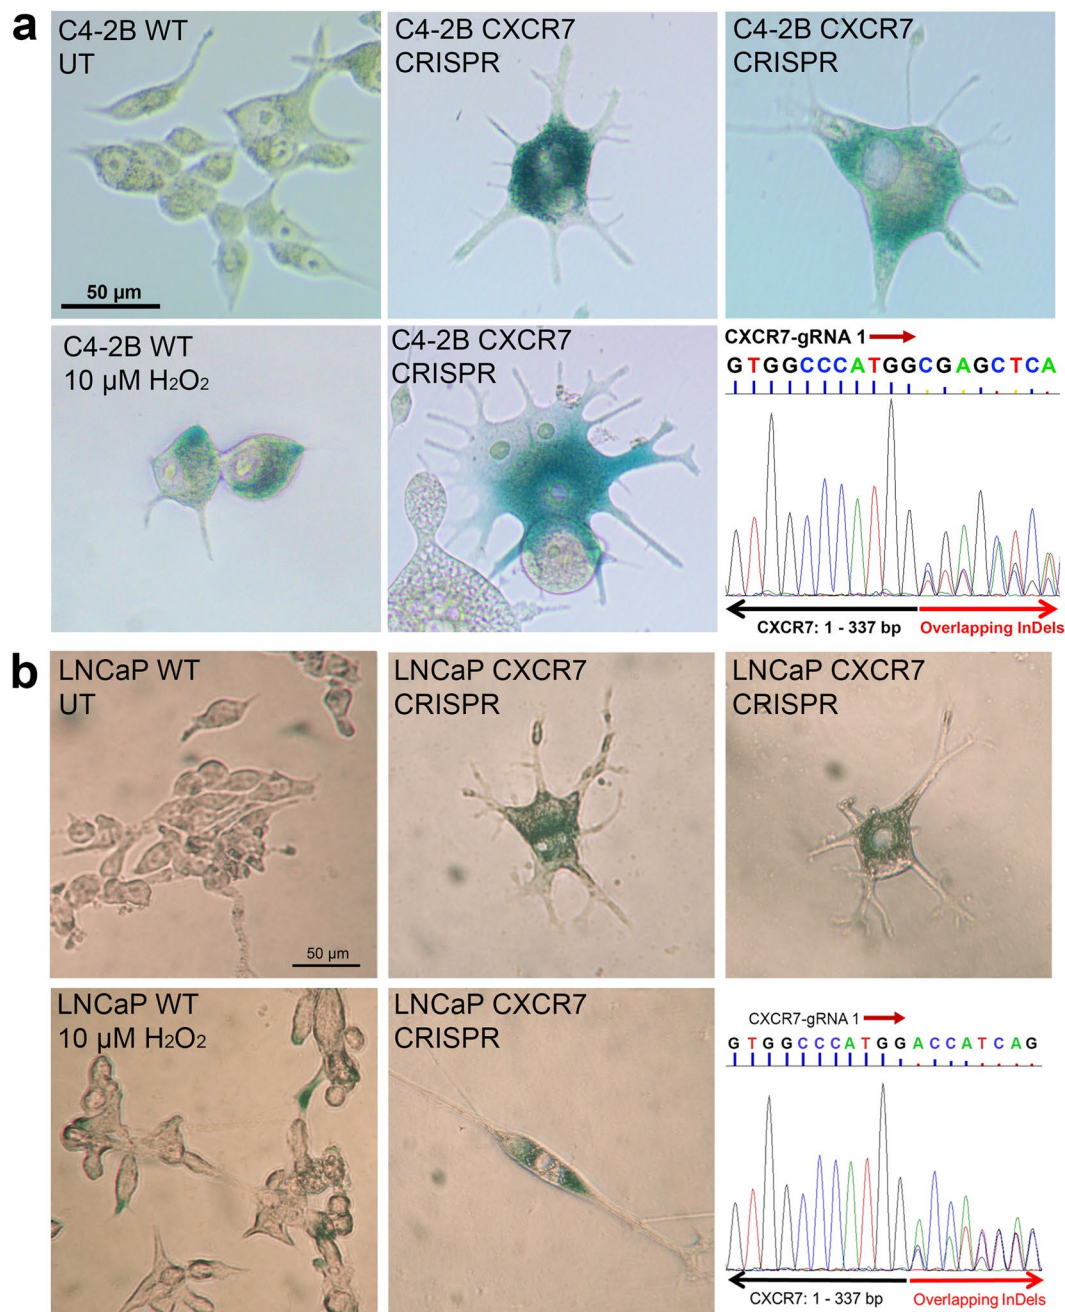 a
C4-2B WT
UT
50 µm
C4-2B CXCR7
CRISPR
C4-2B CXCR7
CRISPR
C4-2B WT
10 µM H₂O₂
C4-2B CXCR7
CRISPR
CXCR7-gRNA 1
GTGGCCCATGGCGAGCTCA
CXCR7: 1 - 337 bp
Overlapping InDels
b
LNCaP WT
UT
50 µm
LNCaP CXCR7
CRISPR
LNCaP CXCR7
CRISPR
LNCaP WT
10 µM H₂O₂
LNCaP CXCR7
CRISPR
CXCR7-gRNA 1
GTGGCCCATGGACCATCAG
CXCR7: 1 - 337 bp
Overlapping InDels